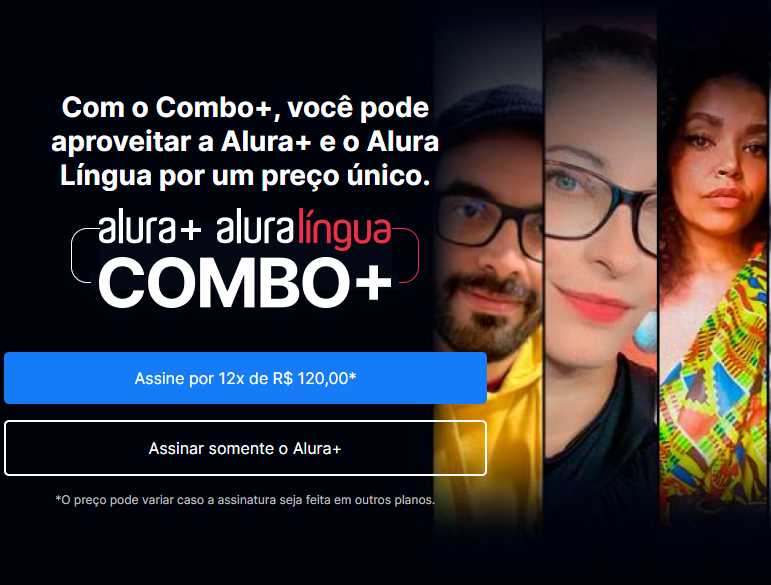 Com o Combo+, você pode
aproveitar a Alura+ e o Alura
Língua por um preço único.
alura+ aluralíngua
COMBO+
Assine por 12x de R$ 120,00*
Assinar somente o Alura+
*O preço pode variar caso a assinatura seja feita em outros planos.